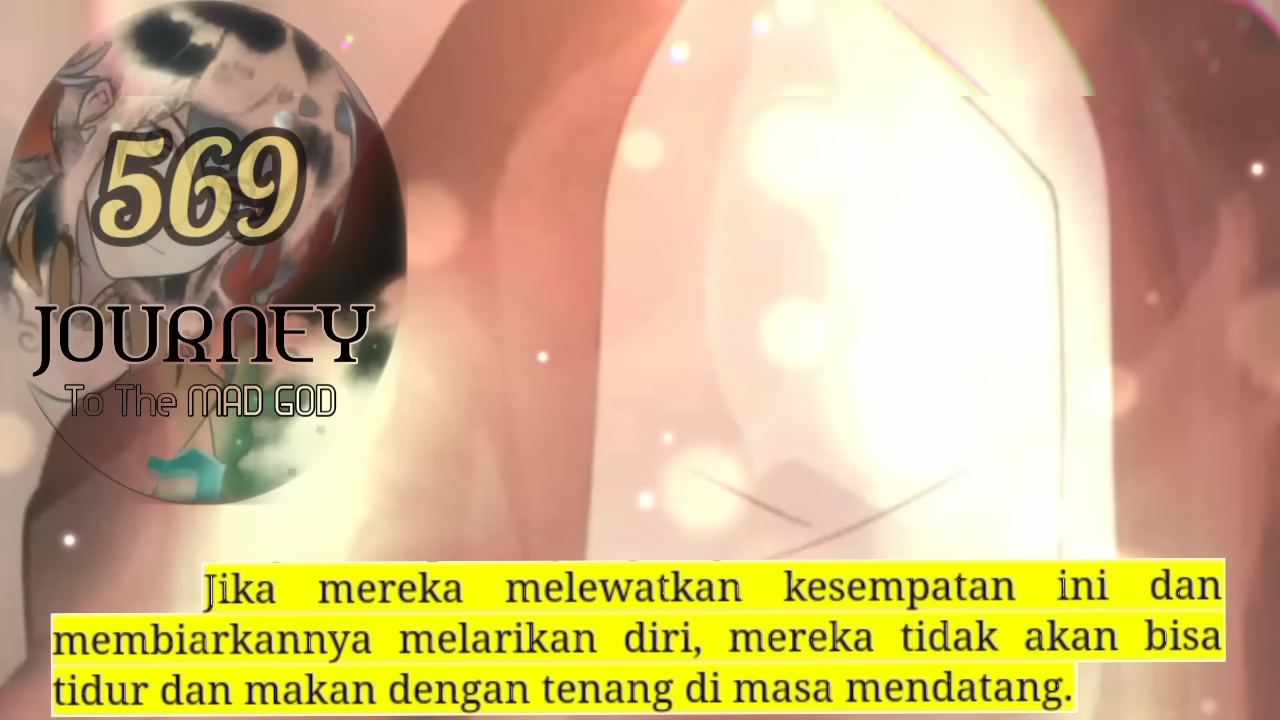 569
JOURNEY
To The MAD GOD
Jika mereka melewatkan kesempatan ini dan
membiarkannya melarikan diri, mereka tidak akan bisa
tidur dan makan dengan tenang di masa mendatang.